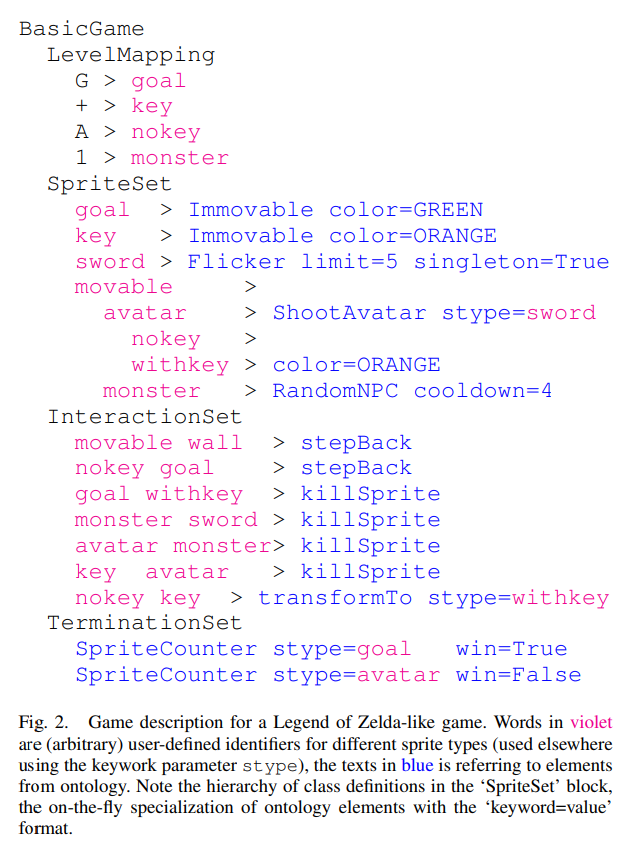 BasicGame
  LevelMapping
    G > goal
    + > key
    A > nokey
    1 > monster
  SpriteSet
    goal  > Immovable color=GREEN
    key   > Immovable color=ORANGE
    sword > Flicker limit=5 singleton=True
    movable     >
      avatar    > ShootAvatar stype=sword
        nokey   >
        withkey > color=ORANGE
      monster   > RandomNPC cooldown=4
  InteractionSet
    movable wall  > stepBack
    nokey goal    > stepBack
    goal withkey  > killSprite
    monster sword > killSprite
    avatar monster> killSprite
    key  avatar   > killSprite
    nokey key  > transformTo stype=withkey
  TerminationSet
    SpriteCounter stype=goal   win=True
    SpriteCounter stype=avatar win=False
Fig. 2. Game description for a Legend of Zelda-like game. Words in violet
are (arbitrary) user-defined identifiers for different sprite types (used elsewhere
using the keywork parameter stype), the texts in blue is referring to elements
from ontology. Note the hierarchy of class definitions in the ‘SpriteSet’ block,
the on-the-fly specialization of ontology elements with the ‘keyword=value’
format.